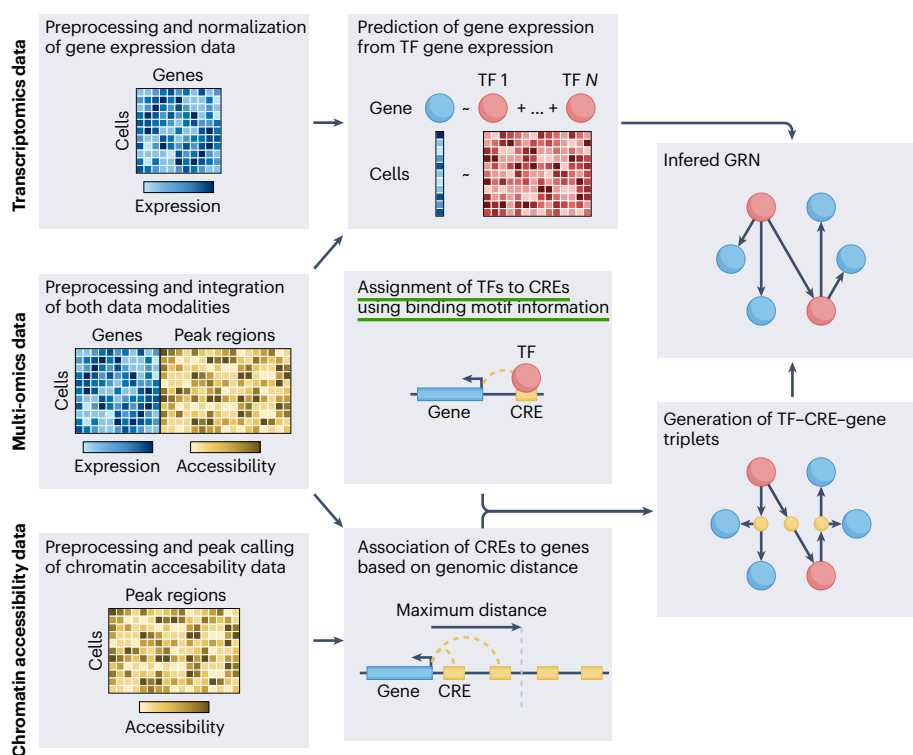 Transcriptomics data
Preprocessing and normalization
of gene expression data
Genes
Cells
Expression
Prediction of gene expression
from TF gene expression
TF 1
TF N
Gene ~ + ... +
Cells ~
Infered GRN
Multi-omics data
Preprocessing and integration
of both data modalities
Genes Peak regions
Cells
Expression Accessibility
Assignment of TFs to CREs
using binding motif information
TF
Gene CRE
Generation of TF–CRE–gene
triplets
Chromatin accessibility data
Preprocessing and peak calling
of chromatin accesability data
Peak regions
Cells
Accessibility
Association of CREs to genes
based on genomic distance
Maximum distance
Gene CRE